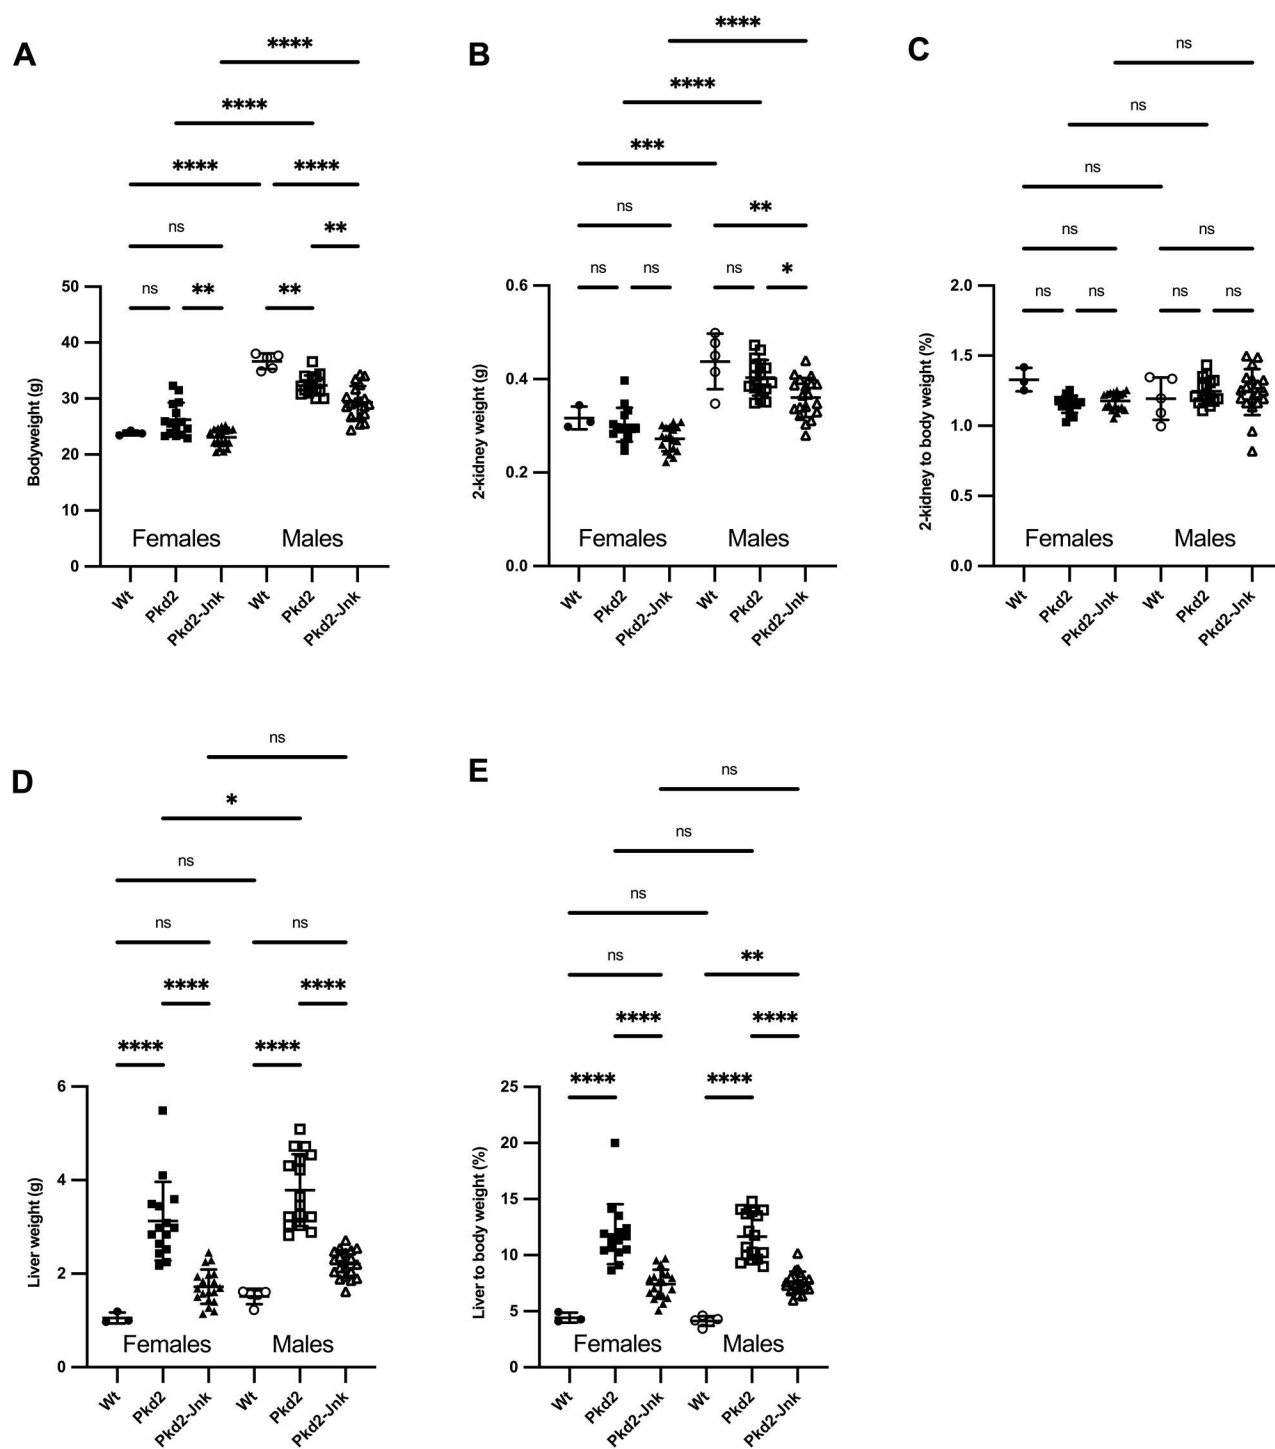 A
B
C
****
****
****
****
**
ns
**
**
ns
****
****
***
**
ns
*
ns
ns
ns
ns
ns
ns
ns
ns
ns
ns
ns
ns
50
40
30
20
10
0
Bodyweight (g)
Females
Males
Wt
Pkd2
Pkd2-Jnk
Wt
Pkd2
Pkd2-Jnk
0.6
0.4
0.2
0.0
2-kidney weight (g)
Females
Males
Wt
Pkd2
Pkd2-Jnk
Wt
Pkd2
Pkd2-Jnk
2.0
1.5
1.0
0.5
0.0
2-kidney to body weight (%)
Females
Males
Wt
Pkd2
Pkd2-Jnk
Wt
Pkd2
Pkd2-Jnk
D
E
ns
*
ns
ns
ns
****
****
****
****
6
4
2
0
Liver weight (g)
Females
Males
Wt
Pkd2
Pkd2-Jnk
Wt
Pkd2
Pkd2-Jnk
ns
ns
ns
ns
**
****
****
****
****
25
20
15
10
5
0
Liver to body weight (%)
Females
Males
Wt
Pkd2
Pkd2-Jnk
Wt
Pkd2
Pkd2-Jnk